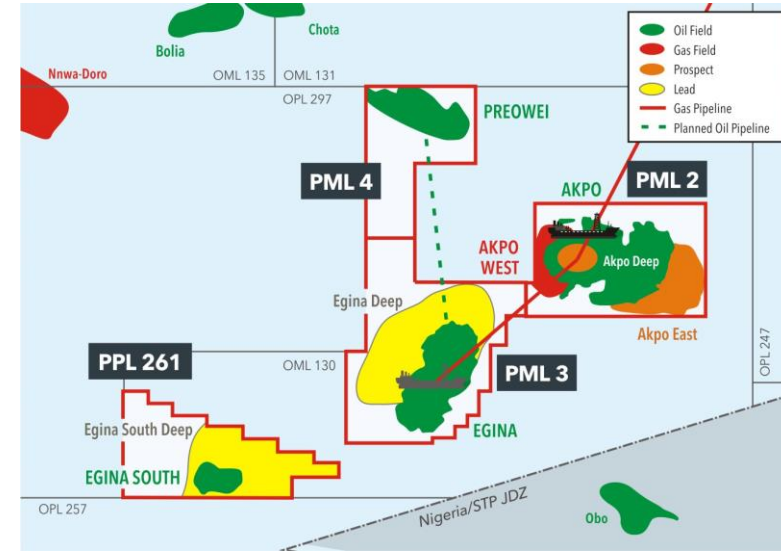 Chota
Bolia
Nnwa-Doro
OML 135
OML 131
OPL 297
PREOWEI
Oil Field
Gas Field
Prospect
Lead
Gas Pipeline
Planned Oil Pipeline
PML 4
PML 2
AKPO
AKPO
WEST
Akpo Deep
Egina Deep
Akpo East
OPL 247
PPL 261
OML 130
PML 3
Egina South Deep
EGINA
EGINA SOUTH
OPL 257
Nigeria/STP JDZ
Obo